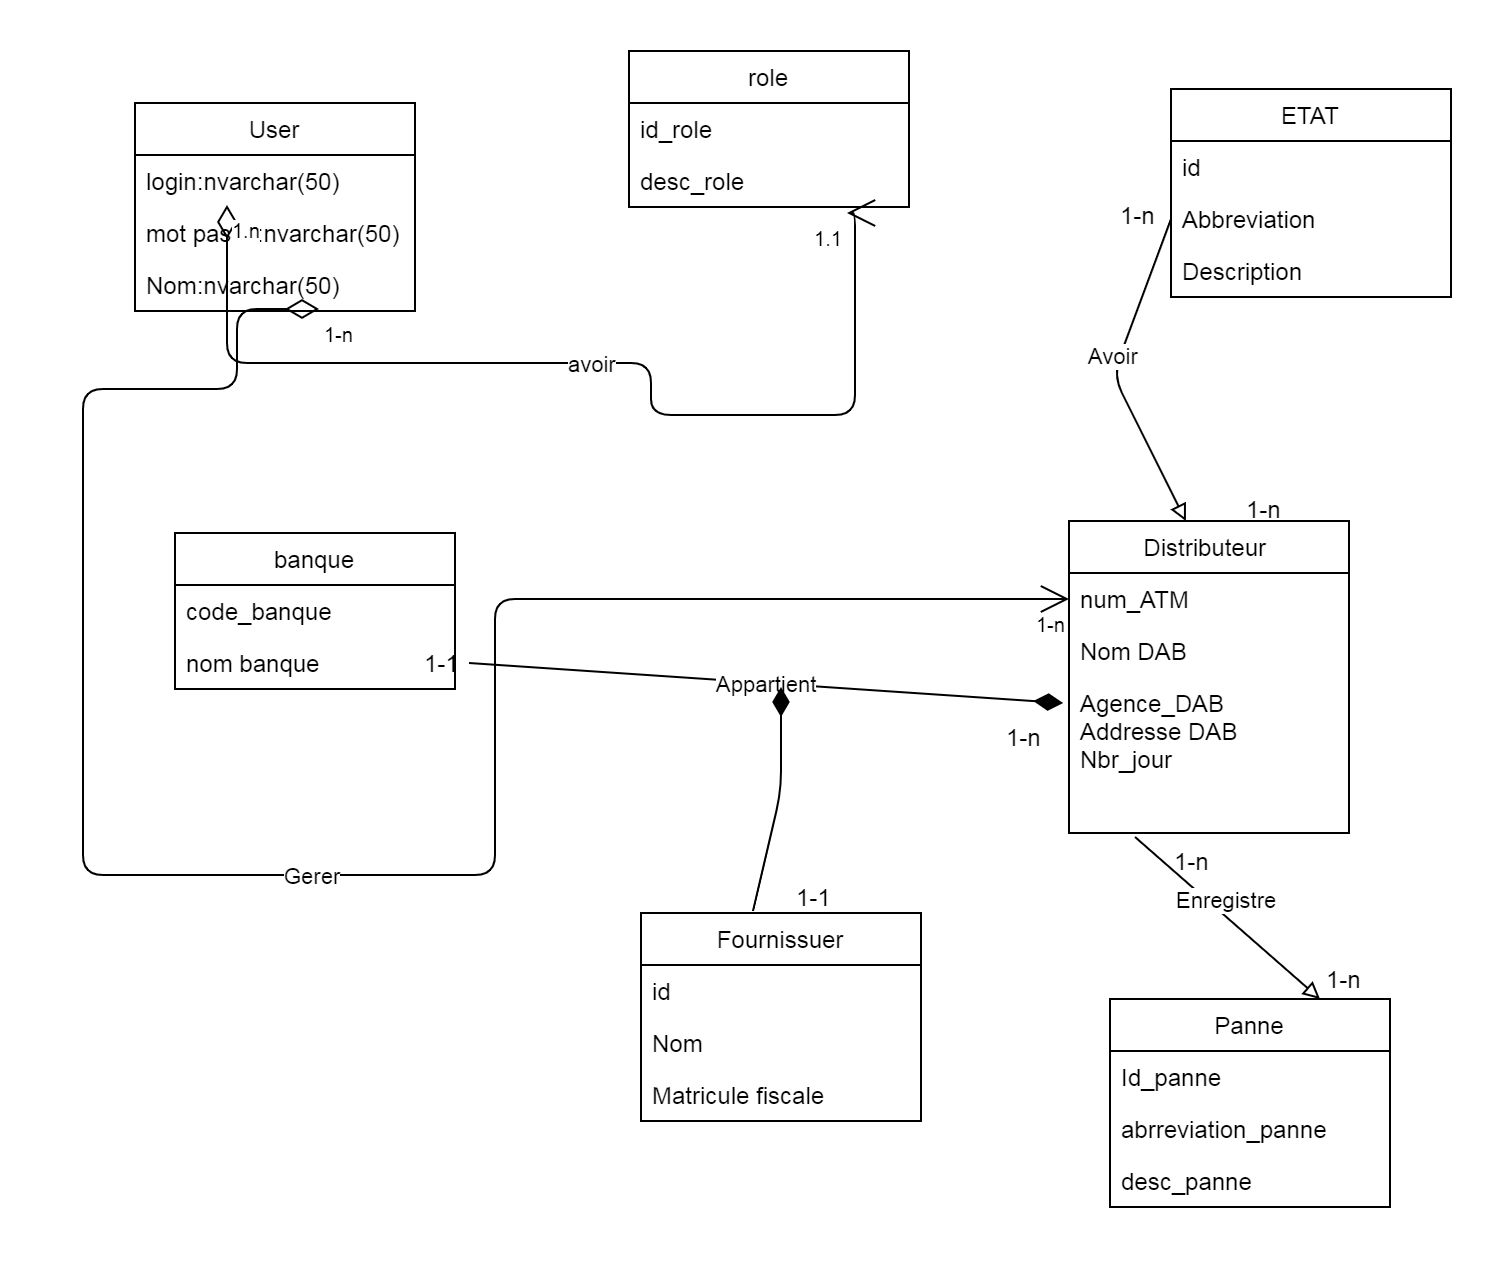 role
id_role
desc_role
1.1
User
login:nvarchar(50)
mot pas :nvarchar(50)
1.n
Nom:nvarchar(50)
1-n
avoir
ETAT
id
Abbreviation
Description
1-n
Avoir
1-n
banque
code_banque
nom banque
1-1
Appartient
Distributeur
num_ATM
Nom DAB
Agence_DAB
Addresse DAB
Nbr_jour
1-n
1-n
Gerer
1-n
Enregistre
1-n
1-1
Fournissuer
id
Nom
Matricule fiscale
Panne
Id_panne
abrreviation_panne
desc_panne